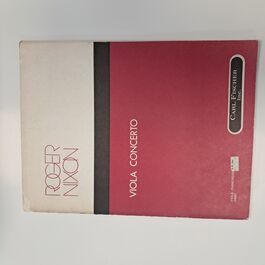 ROGER
NIXON
VIOLA CONCERTO
CARL FISCHER
INC.